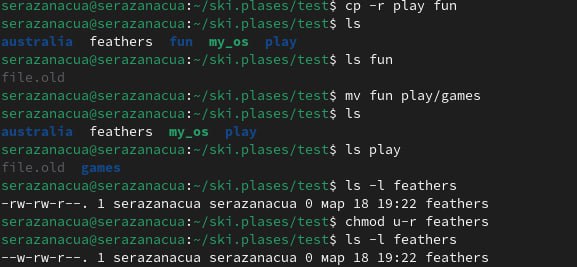 serazanacua@serazanacua:~/ski.plases/test$ cp -r play fun
serazanacua@serazanacua:~/ski.plases/test$ ls
australia feathers fun my_os play
serazanacua@serazanacua:~/ski.plases/test$ ls fun
file.old
serazanacua@serazanacua:~/ski.plases/test$ mv fun play/games
serazanacua@serazanacua:~/ski.plases/test$ ls
australia feathers my_os play
serazanacua@serazanacua:~/ski.plases/test$ ls play
file.old games
serazanacua@serazanacua:~/ski.plases/test$ ls -l feathers
-rw-rw-r--. 1 serazanacua serazanacua 0 мар 18 19:22 feathers
serazanacua@serazanacua:~/ski.plases/test$ chmod u-r feathers
serazanacua@serazanacua:~/ski.plases/test$ ls -l feathers
--w-rw-r--. 1 serazanacua serazanacua 0 мар 18 19:22 feathers